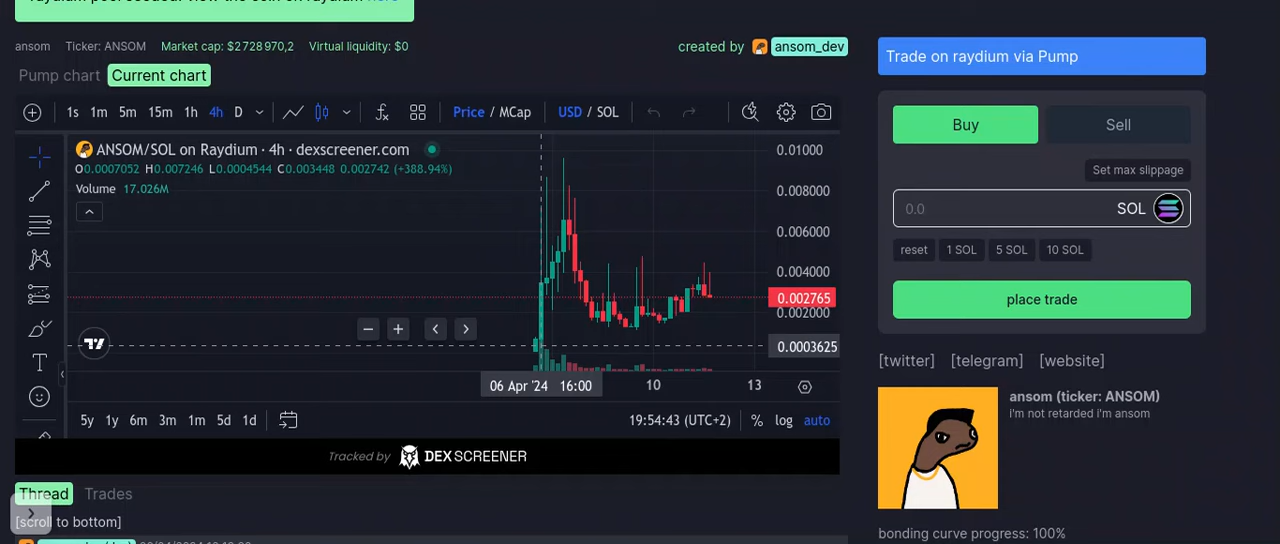 ansom Ticker: ANSOM Market cap: $2 728 970,2 Virtual liquidity: $0 created by ansom_dev
Pump chart Current chart
1s 1m 5m 15m 1h 4h D Price / MCap USD / SOL
ANSOM/SOL on Raydium · 4h · dexscreener.com
O0.0007052 H0.007246 L0.0004544 C0.003448 0.002742 (+388.94%)
Volume 17.026M
0.01000
0.008000
0.006000
0.004000
0.002765
0.002000
0.0003625
06 Apr '24 16:00 10 13
5y 1y 6m 3m 1m 5d 1d 19:54:43 (UTC+2) % log auto
Tracked by DEX SCREENER
Thread Trades
[scroll to bottom]
Trade on raydium via Pump
Buy Sell
Set max slippage
0.0 SOL
reset 1 SOL 5 SOL 10 SOL
place trade
[twitter] [telegram] [website]
ansom (ticker: ANSOM)
i'm not retarded i'm ansom
bonding curve progress: 100%